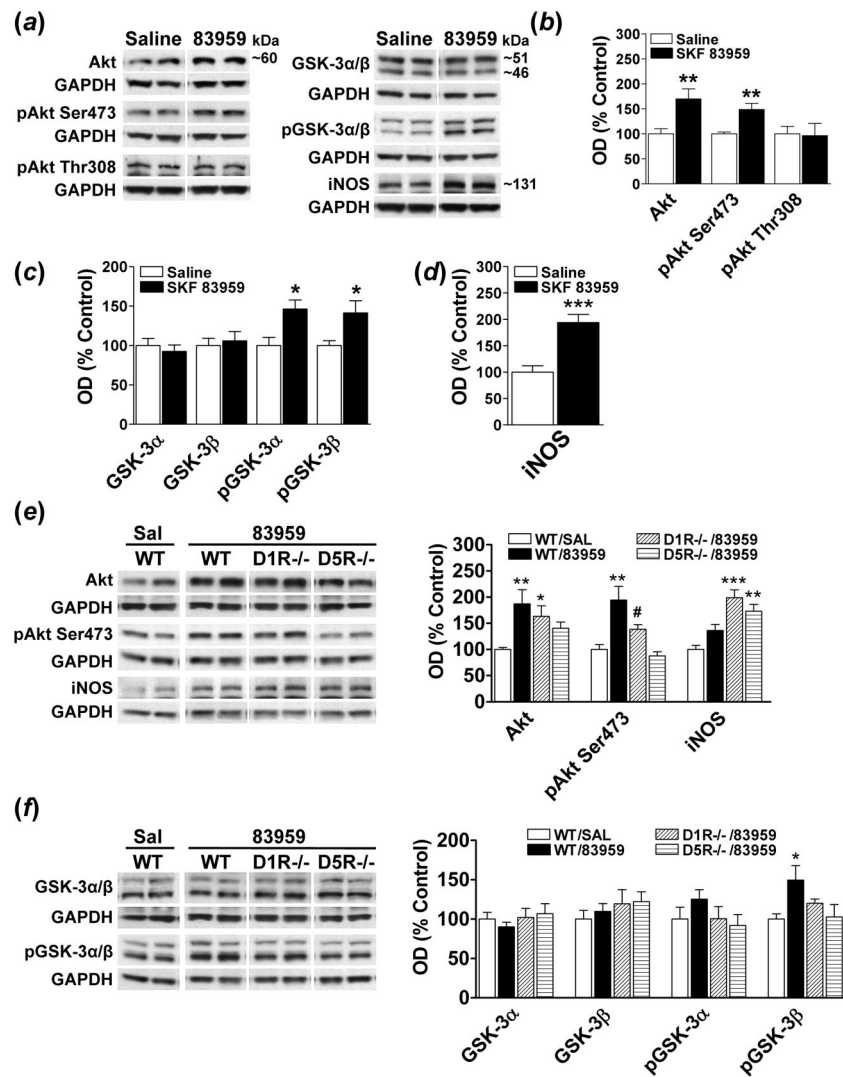 (a)
Saline 83959 kDa
Akt ~60
GAPDH
pAkt Ser473
GAPDH
pAkt Thr308
GAPDH
Saline 83959 kDa
GSK-3α/β ~51
~46
GAPDH
pGSK-3α/β
GAPDH
iNOS ~131
GAPDH
(b)
Saline
SKF 83959
OD (% Control)
200
150
100
50
0
** **
Akt pAkt Ser473 pAkt Thr308
(c)
Saline
SKF 83959
OD (% Control)
200
150
100
50
0
* *
GSK-3α GSK-3β pGSK-3α pGSK-3β
(d)
Saline
SKF 83959
OD (% Control)
300
250
200
150
100
50
0
***
iNOS
(e)
Sal 83959
WT WT D1R-/- D5R-/-
Akt
GAPDH
pAkt Ser473
GAPDH
iNOS
GAPDH
WT/SAL D1R-/-/83959
WT/83959 D5R-/-/83959
OD (% Control)
300
250
200
150
100
50
0
** * ** # *** **
Akt pAkt Ser473 iNOS
(f)
Sal 83959
WT WT D1R-/- D5R-/-
GSK-3α/β
GAPDH
pGSK-3α/β
GAPDH
WT/SAL D1R-/-/83959
WT/83959 D5R-/-/83959
OD (% Control)
200
150
100
50
0
*
GSK-3α GSK-3β pGSK-3α pGSK-3β